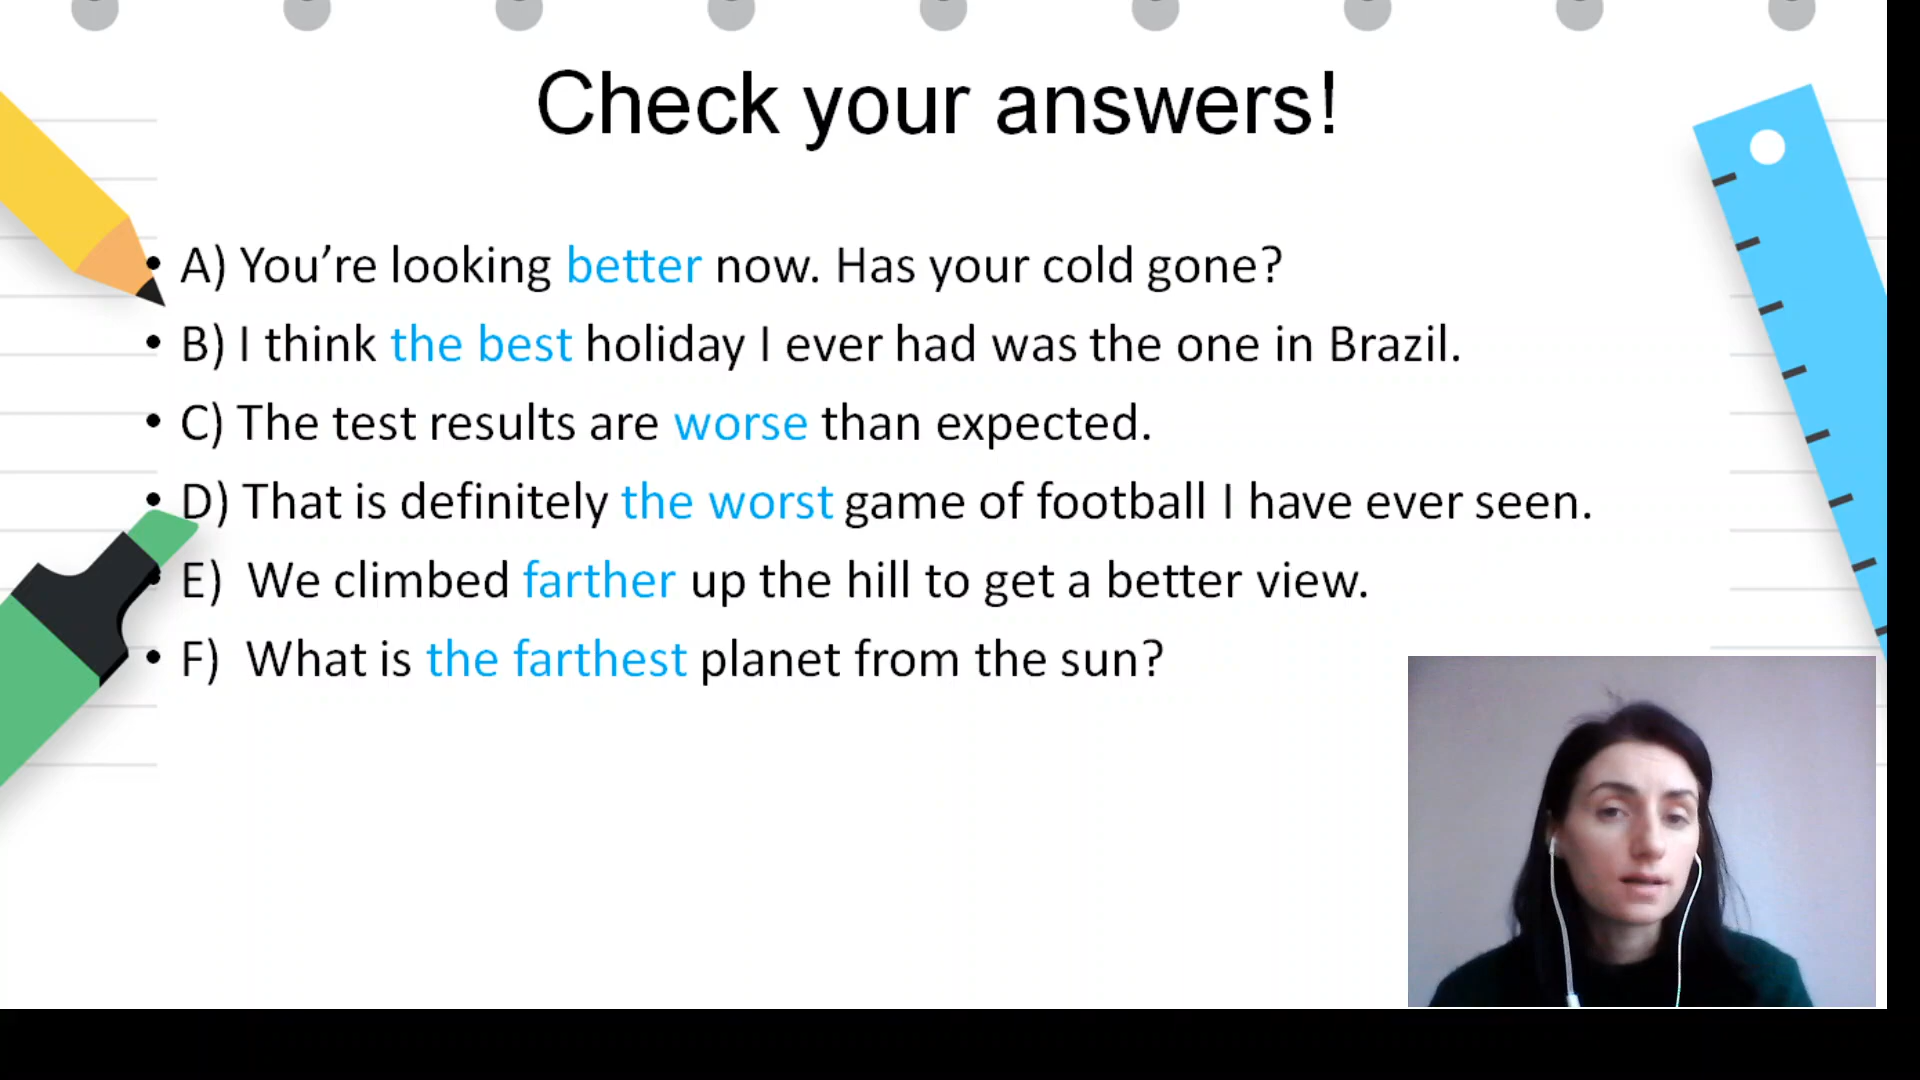 Check your answers!
• A) You’re looking better now. Has your cold gone?
• B) I think the best holiday I ever had was the one in Brazil.
• C) The test results are worse than expected.
• D) That is definitely the worst game of football I have ever seen.
• E)  We climbed farther up the hill to get a better view.
• F)  What is the farthest planet from the sun?